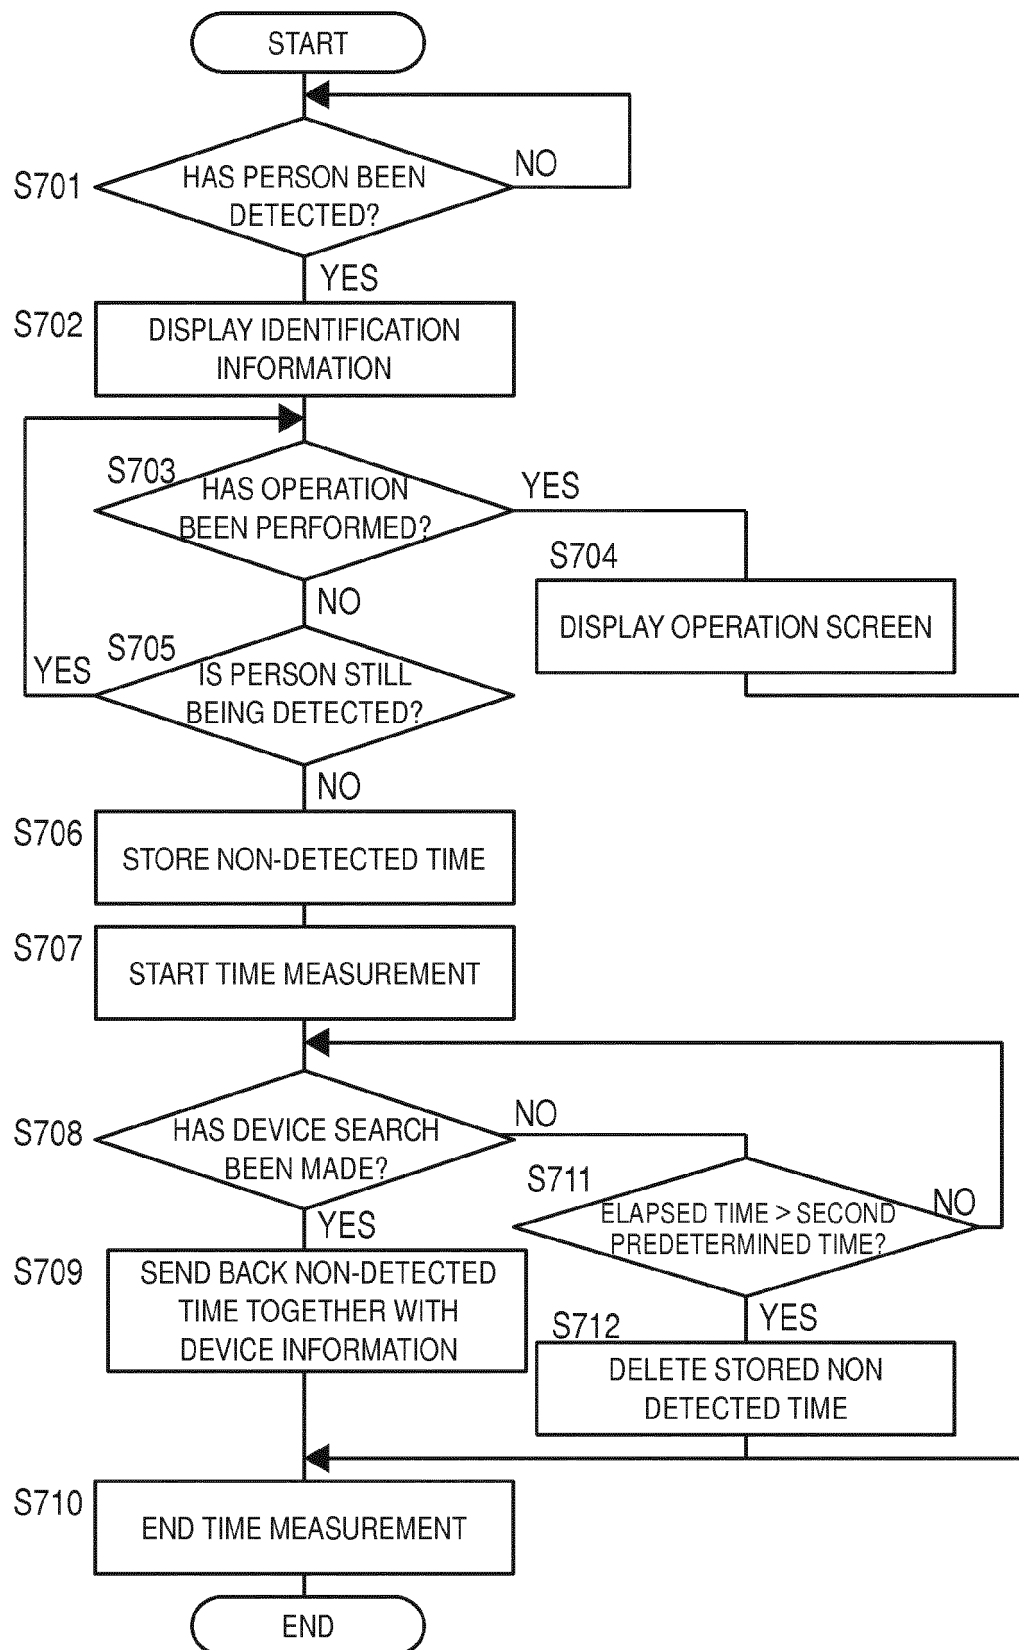 START
S701
HAS PERSON BEEN
DETECTED?
NO
YES
S702
DISPLAY IDENTIFICATION
INFORMATION
S703
HAS OPERATION
BEEN PERFORMED?
YES
S704
DISPLAY OPERATION SCREEN
NO
S705
YES
IS PERSON STILL
BEING DETECTED?
NO
S706
STORE NON-DETECTED TIME
S707
START TIME MEASUREMENT
S708
HAS DEVICE SEARCH
BEEN MADE?
NO
S711
ELAPSED TIME > SECOND
PREDETERMINED TIME?
NO
YES
S709
SEND BACK NON-DETECTED
TIME TOGETHER WITH
DEVICE INFORMATION
YES
S712
DELETE STORED NON
DETECTED TIME
S710
END TIME MEASUREMENT
END